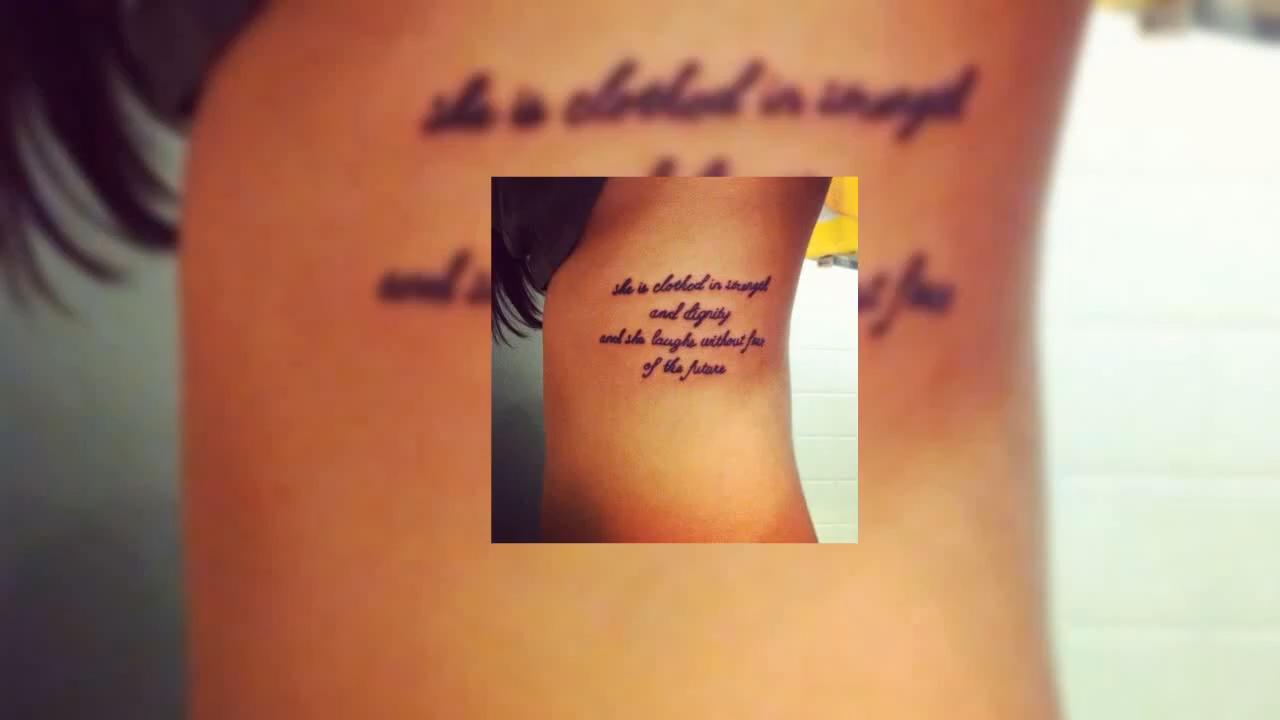 she is clothed in strength
and dignity
and she laughs without fear
of the future